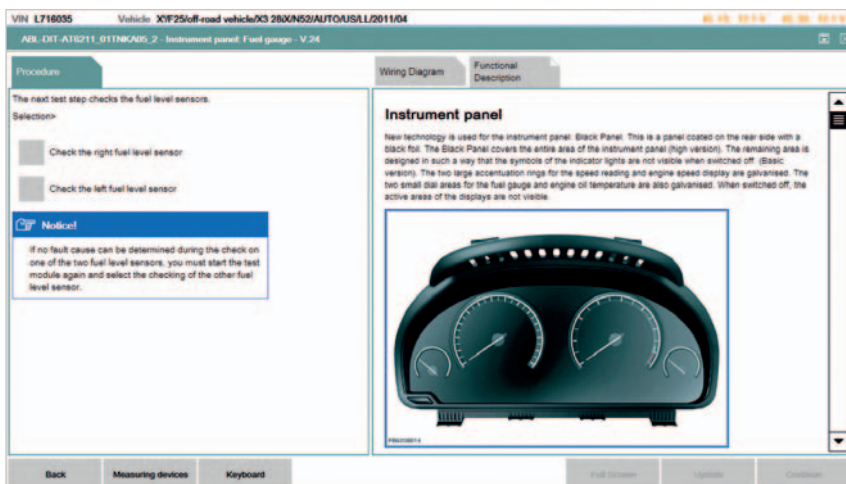 VIN L716035 Vehicle X'/F25/off-road vehicle/X3 28iX/N52/AUTO/US/LL/2011/04
ABL-DIT-AT6211_01TNIKA05_2 - Instrument panel: Fuel gauge - V.24
Procedure
The next test step checks the fuel level sensors.
Selection>
Check the right fuel level sensor
Check the left fuel level sensor
Notice!
If no fault cause can be determined during the check on
one of the two fuel level sensors, you must start the test
module again and select the checking of the other fuel
level sensor.
Wiring Diagram
Functional
Description
Instrument panel
New technology is used for the instrument panel: Black Panel. This is a panel coated on the rear side with a
black foil. The Black Panel covers the entire area of the instrument panel (high version). The remaining area is
designed in such a way that the symbols of the indicator lights are not visible when switched off. (Basic
version). The two large accentuation rings for the speed reading and engine speed display are galvanised. The
two small dial areas for the fuel gauge and engine oil temperature are also galvanised. When switched off, the
active areas of the displays are not visible.
Back Measuring devices Keyboard Full Screen Update Continue